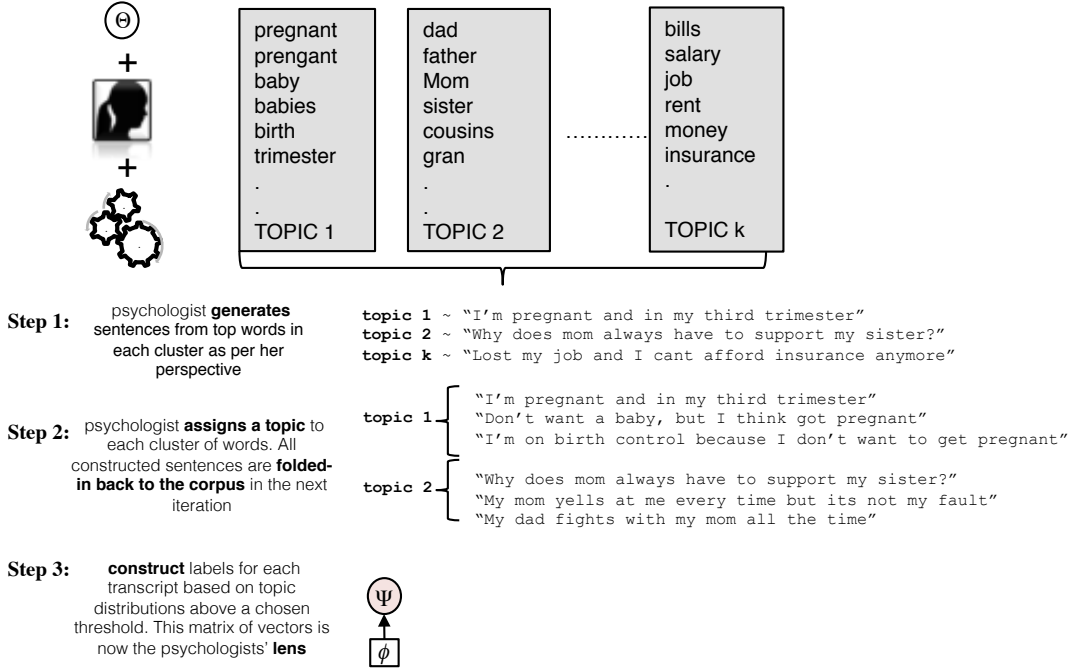 Θ
+
+
pregnant
prengant
baby
babies
birth
trimester
.
.
TOPIC 1
dad
father
Mom
sister
cousins
gran
.
.
TOPIC 2
............
bills
salary
job
rent
money
insurance
.
TOPIC k
Step 1:
psychologist generates
sentences from top words in
each cluster as per her
perspective
topic 1 ~ “I’m pregnant and in my third trimester”
topic 2 ~ “Why does mom always have to support my sister?”
topic k ~ “Lost my job and I cant afford insurance anymore”
Step 2:
psychologist assigns a topic to
each cluster of words. All
constructed sentences are folded-
in back to the corpus in the next
iteration
topic 1
“I’m pregnant and in my third trimester”
“Don’t want a baby, but I think got pregnant”
“I’m on birth control because I don’t want to get pregnant”
topic 2
“Why does mom always have to support my sister?”
“My mom yells at me every time but its not my fault”
“My dad fights with my mom all the time”
Step 3:
construct labels for each
transcript based on topic
distributions above a chosen
threshold. This matrix of vectors is
now the psychologists’ lens
Ψ
ϕ